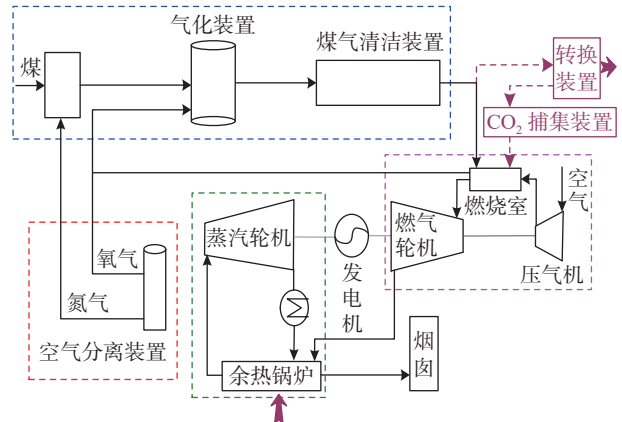 气化装置
煤气清洁装置
转换
装置
煤
CO₂ 捕集装置
空
气
燃烧室
燃气
轮机
蒸汽轮机
压气机
氧气
发
电
机
氮气
空气分离装置
余热锅炉
烟
囱